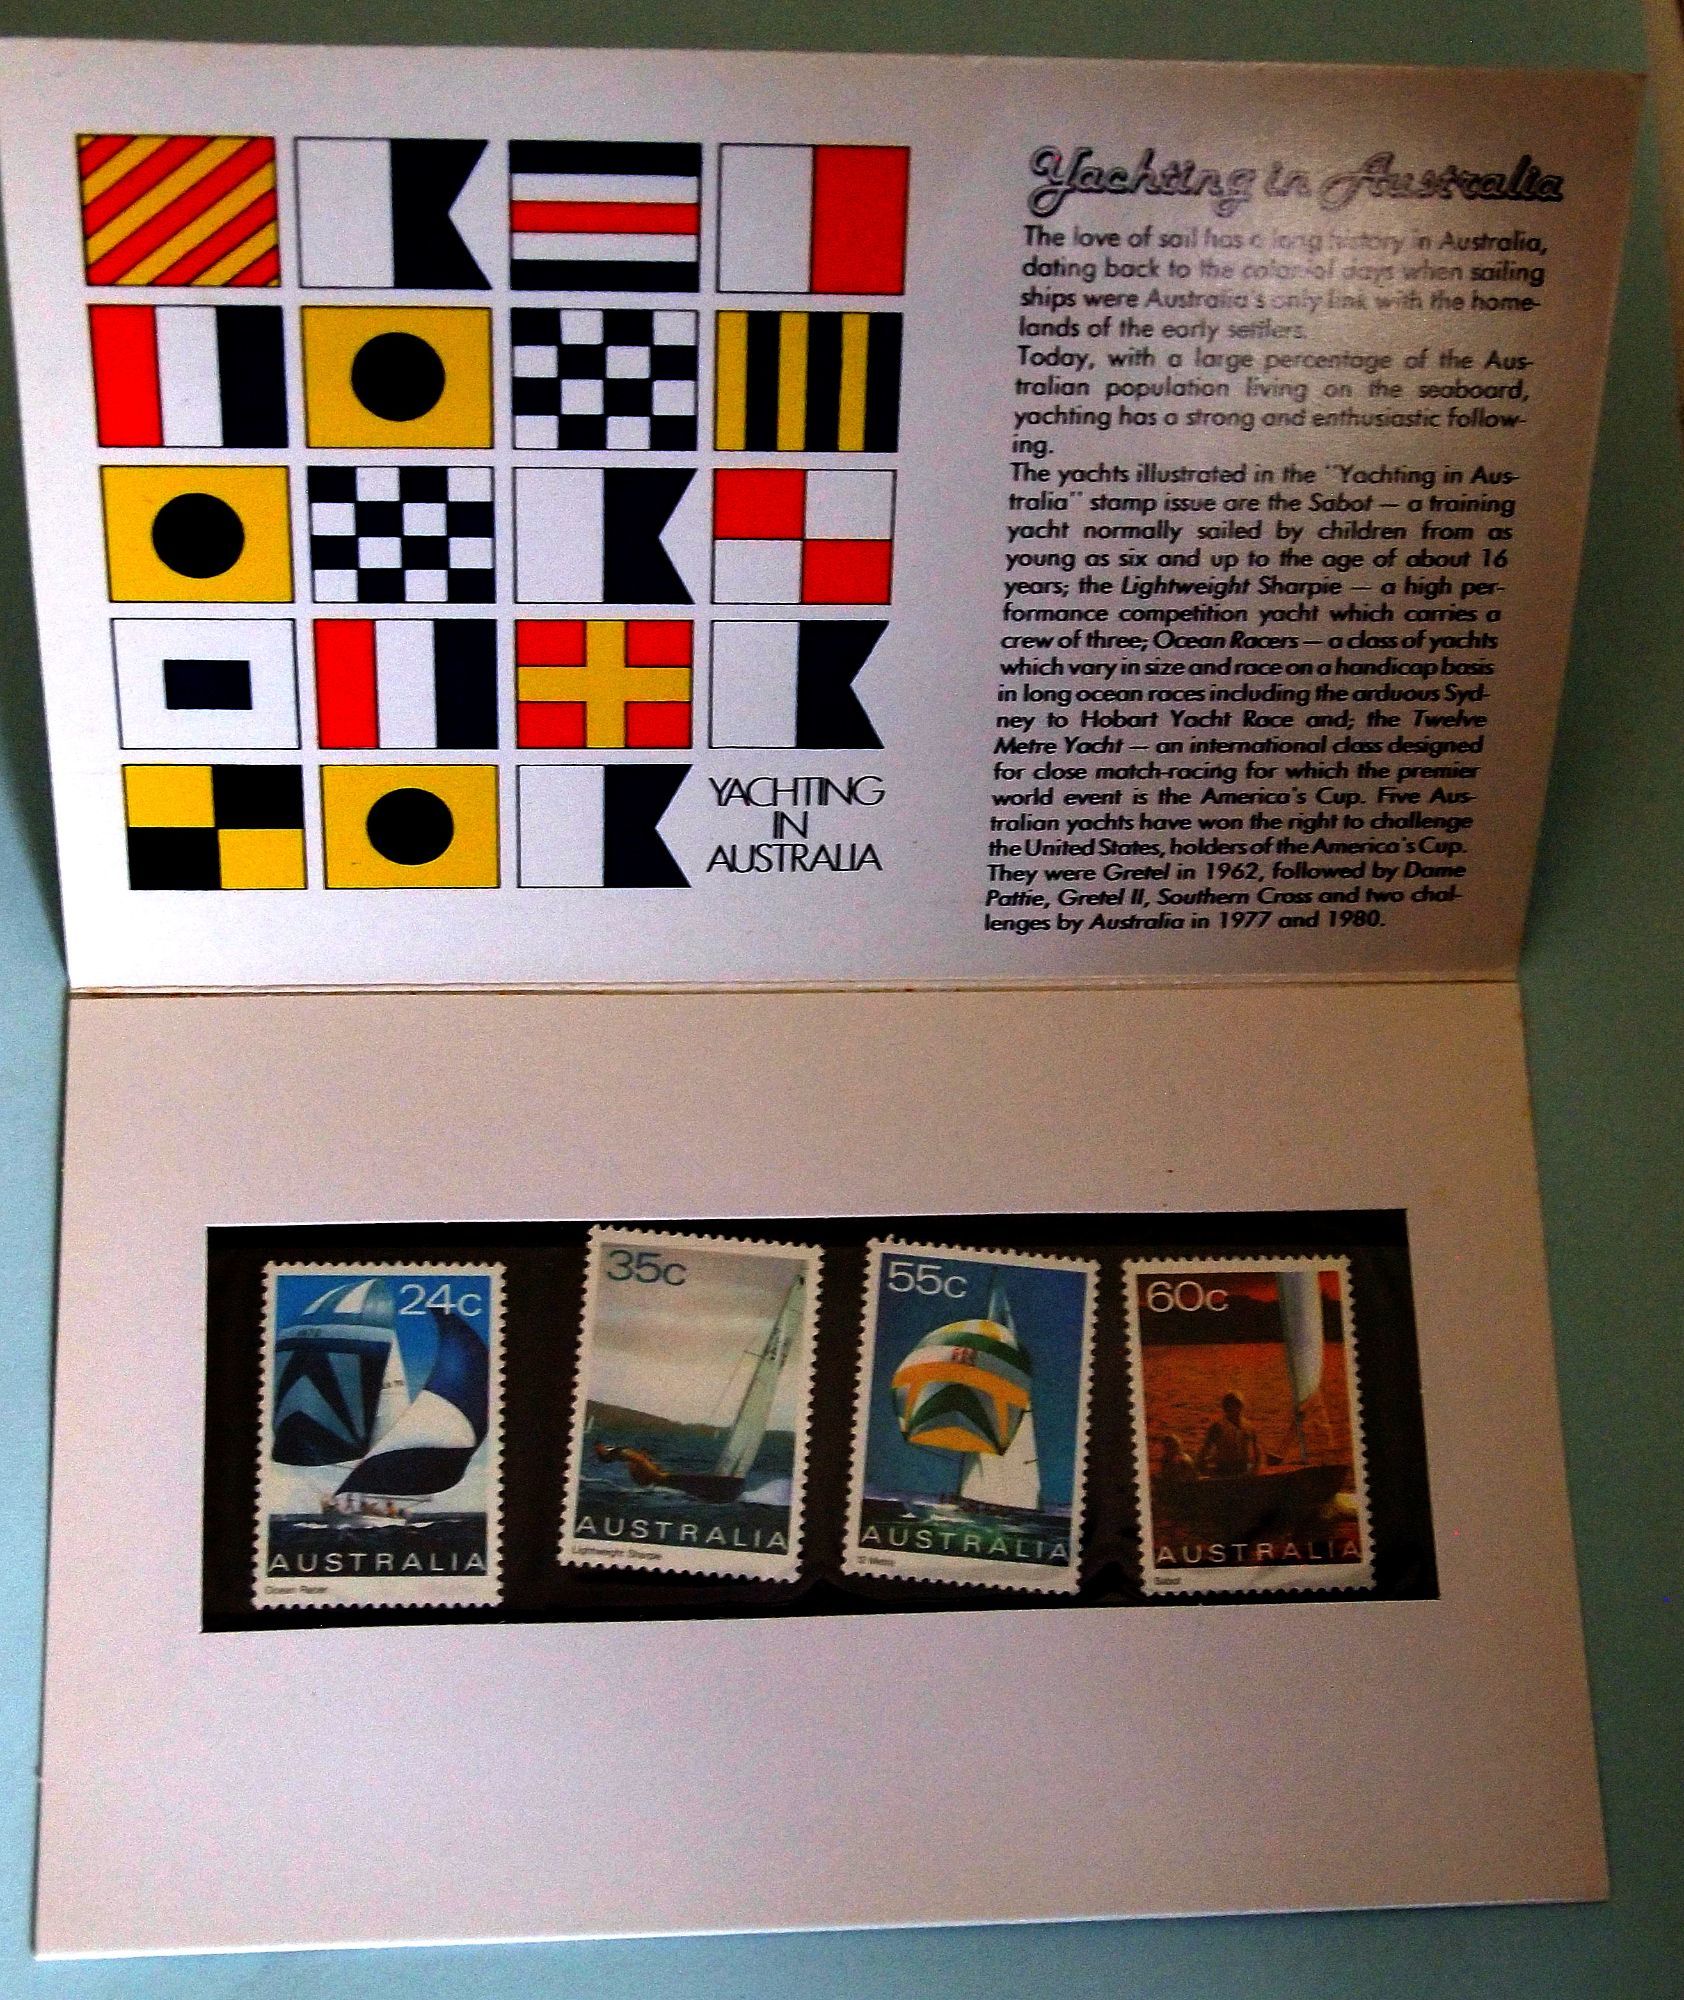 YACHTING
IN
AUSTRALIA
Yachting in Australia
The love of sail has a long history in Australia,
dating back to the colonial days when sailing
ships were Australia's only link with the home-
lands of the early settlers.
Today, with a large percentage of the Aus-
tralian population living on the seaboard,
yachting has a strong and enthusiastic follow-
ing.
The yachts illustrated in the "Yachting in Aus-
tralia" stamp issue are the Sabot — a training
yacht normally sailed by children from as
young as six and up to the age of about 16
years; the Lightweight Sharpie — a high per-
formance competition yacht which carries a
crew of three; Ocean Racers — a class of yachts
which vary in size and race on a handicap basis
in long ocean races including the arduous Syd-
ney to Hobart Yacht Race and; the Twelve
Metre Yacht — an international class designed
for close match-racing for which the premier
world event is the America's Cup. Five Aus-
tralian yachts have won the right to challenge
the United States, holders of the America's Cup.
They were Gretel in 1962, followed by Dame
Pattie, Gretel II, Southern Cross and two chal-
lenges by Australia in 1977 and 1980.
24c
AUSTRALIA
Ocean Racer
35c
AUSTRALIA
Lightweight Sharpie
55c
AUSTRALIA
12 Metre
60c
AUSTRALIA
Sabot